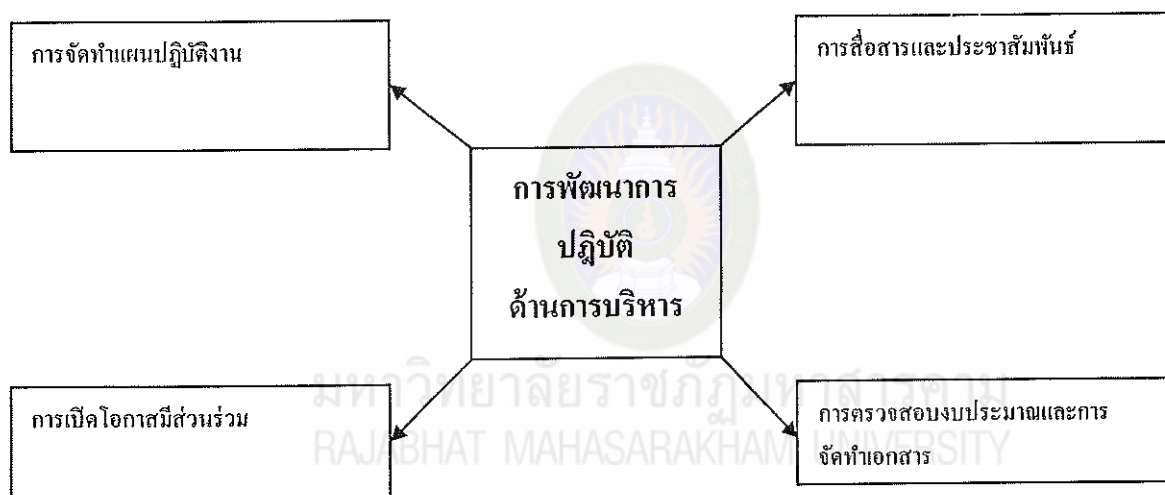 การจัดทำแผนปฏิบัติงาน
การสื่อสารและประชาสัมพันธ์
การพัฒนาการ
ปฏิบัติ
ด้านการบริหาร
การเปิดโอกาสมีส่วนร่วม
การตรวจสอบงบประมาณและการ
จัดทำเอกสาร
มหาวิทยาลัยราชภัฏมหาสารคาม
RAJABHAT MAHASARAKHAM UNIVERSITY